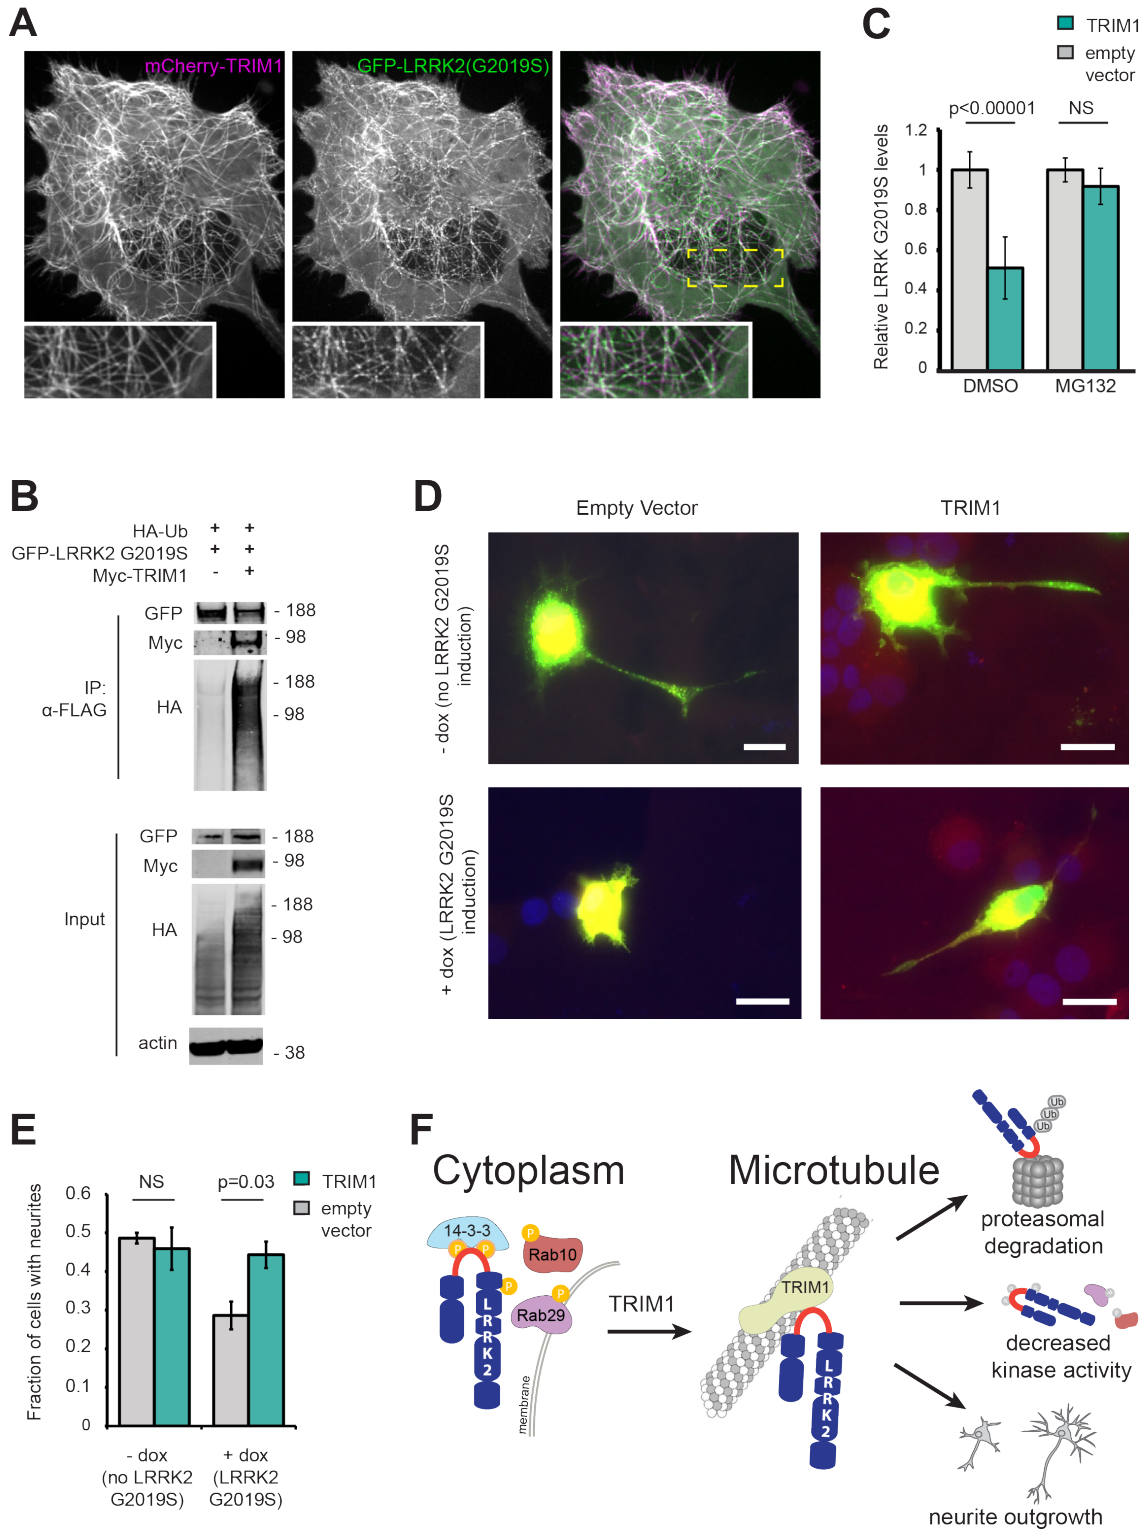 A
mCherry-TRIM1
GFP-LRRK2(G2019S)
C
TRIM1
empty
vector
p<0.00001
NS
Relative LRRK G2019S levels
1.2
1
0.8
0.6
0.4
0.2
0
DMSO
MG132
B
HA-Ub + +
GFP-LRRK2 G2019S + +
Myc-TRIM1 - +
IP:
α-FLAG
GFP - 188
Myc - 98
HA
- 188
- 98
Input
GFP - 188
Myc - 98
HA
- 188
- 98
actin - 38
D
Empty Vector
TRIM1
- dox (no LRRK2 G2019S
induction)
+ dox (LRRK2 G2019S
induction)
E
Fraction of cells with neurites
0.6
0.5
0.4
0.3
0.2
0.1
0
NS
p=0.03
TRIM1
empty
vector
- dox
(no LRRK2
G2019S)
+ dox
(LRRK2
G2019S)
F
Cytoplasm
14-3-3
P
P
P
Rab10
P
P
Rab29
LRRK2
membrane
TRIM1
Microtubule
TRIM1
LRRK2
Ub
Ub
Ub
proteasomal
degradation
decreased
kinase activity
neurite outgrowth